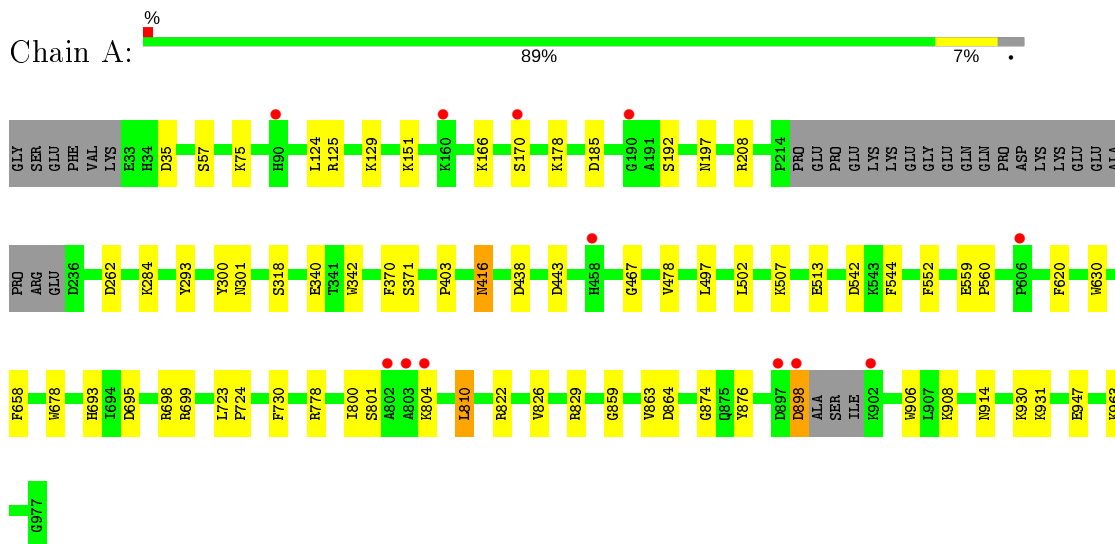 %
Chain A:
89% 7% •
GLY SER GLU PHE VAL LYS E33 H34 D35 S57 K75 H90 L124 R125 K129 K151 K160 K166 S170 K178 D185 G190 A191 S192 N197 R208 P214 PRO GLU PRO GLU LYS LYS GLU GLY GLU GLN GLN PRO ASP LYS LYS GLU GLU ALA
PRO ARG GLU D236 D262 K284 Y293 Y300 N301 S318 E340 T341 W342 F370 S371 P403 N416 D438 D443 H458 G467 V478 L497 L502 K507 E513 D542 K543 F544 F552 E559 P560 P606 F620 W630
F658 W678 H693 I694 D695 R698 R699 L723 P724 F730 R778 I800 S801 A802 A803 K804 L810 R822 V826 R829 G859 V863 D864 G874 Q875 Y876 D897 D898 ALA SER ILE K902 W906 L907 K908 N914 K930 K931 E947 K963
G977